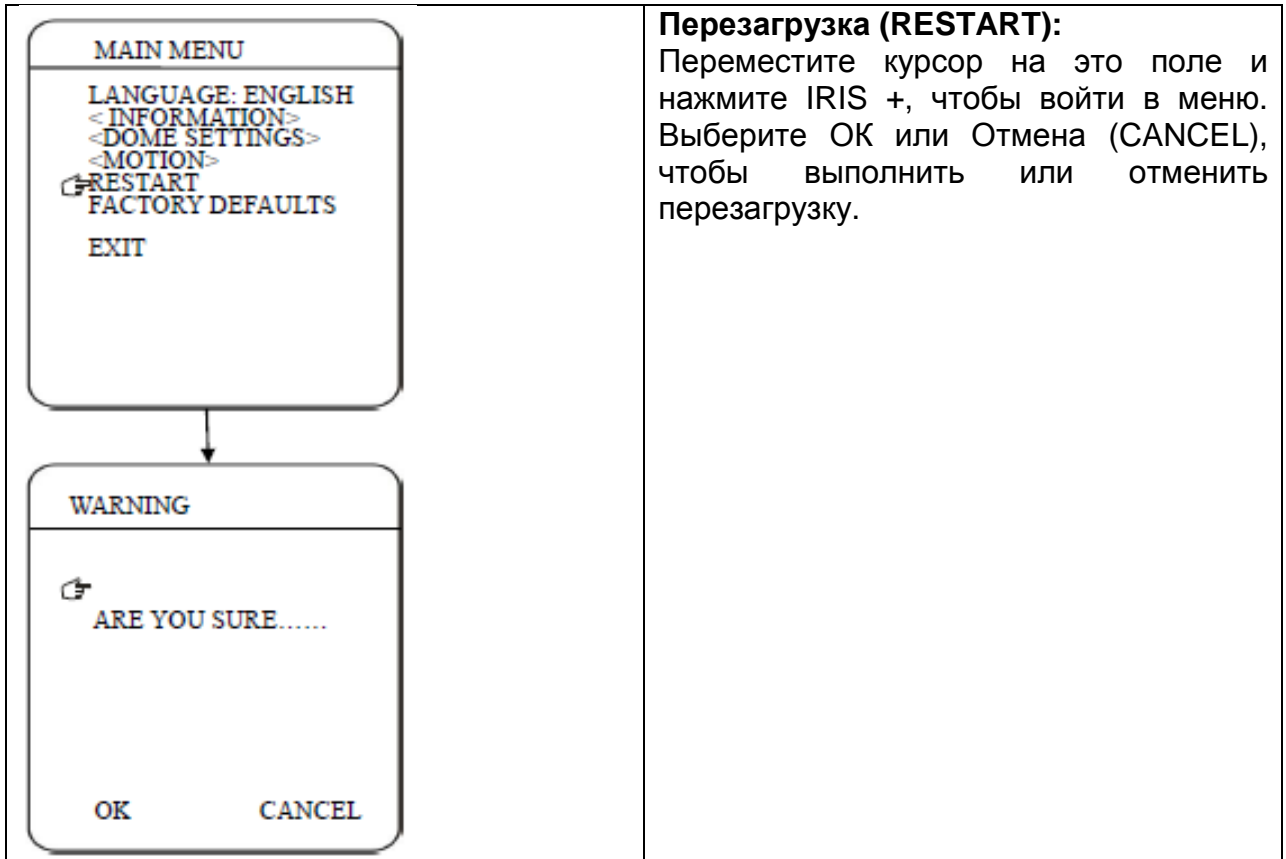 MAIN MENU
LANGUAGE: ENGLISH
< INFORMATION>
<DOME SETTINGS>
<MOTION>
RESTART
FACTORY DEFAULTS
EXIT
WARNING
ARE YOU SURE......
OK CANCEL
Перезагрузка (RESTART):
Переместите курсор на это поле и
нажмите IRIS +, чтобы войти в меню.
Выберите ОК или Отмена (CANCEL),
чтобы выполнить или отменить
перезагрузку.